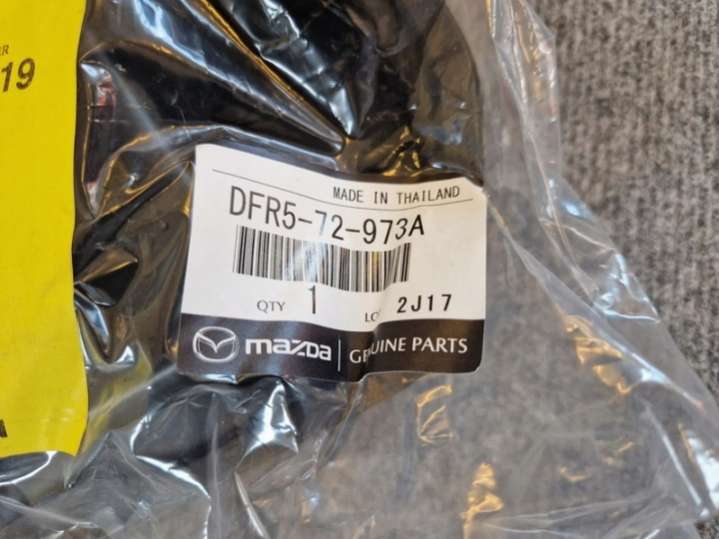 19
MADE IN THAILAND
DFR5-72-973A
QTY 1 2J17
mazda GENUINE PARTS